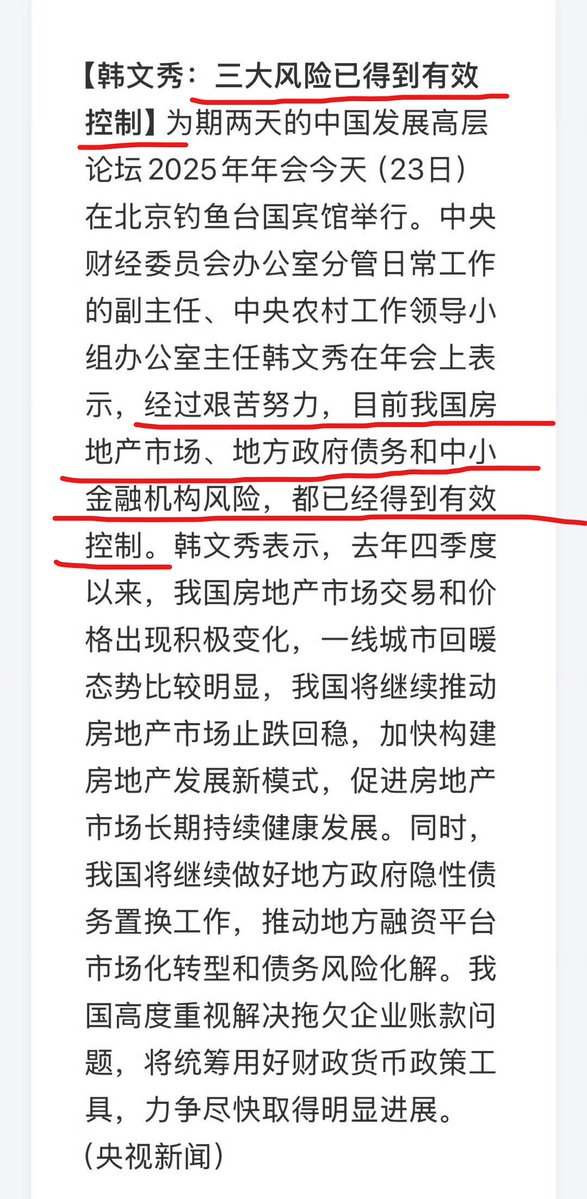 【韩文秀：三大风险已得到有效
控制】为期两天的中国发展高层
论坛2025年年会今天（23日）
在北京钓鱼台国宾馆举行。中央
财经委员会办公室分管日常工作
的副主任、中央农村工作领导小
组办公室主任韩文秀在年会上表
示，经过艰苦努力，目前我国房
地产市场、地方政府债务和中小
金融机构风险，都已经得到有效
控制。韩文秀表示，去年四季度
以来，我国房地产市场交易和价
格出现积极变化，一线城市回暖
态势比较明显，我国将继续推动
房地产市场止跌回稳，加快构建
房地产发展新模式，促进房地产
市场长期持续健康发展。同时，
我国将继续做好地方政府隐性债
务置换工作，推动地方融资平台
市场化转型和债务风险化解。我
国高度重视解决拖欠企业账款问
题，将统筹用好财政货币政策工
具，力争尽快取得明显进展。
（央视新闻）